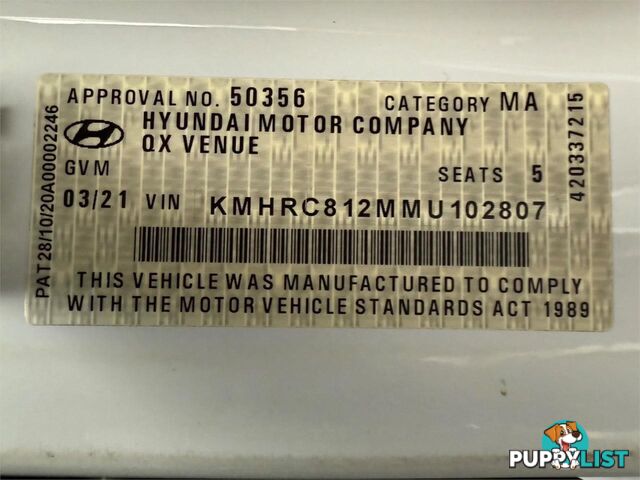 APPROVAL NO. 50356 CATEGORY MA
HYUNDAI MOTOR COMPANY
QX VENUE
GVM SEATS 5
03/21 VIN KMHRC812MMU102807
THIS VEHICLE WAS MANUFACTURED TO COMPLY
WITH THE MOTOR VEHICLE STANDARDS ACT 1989
PAT28/10/20A00002246
420337215
PUPPYLIST